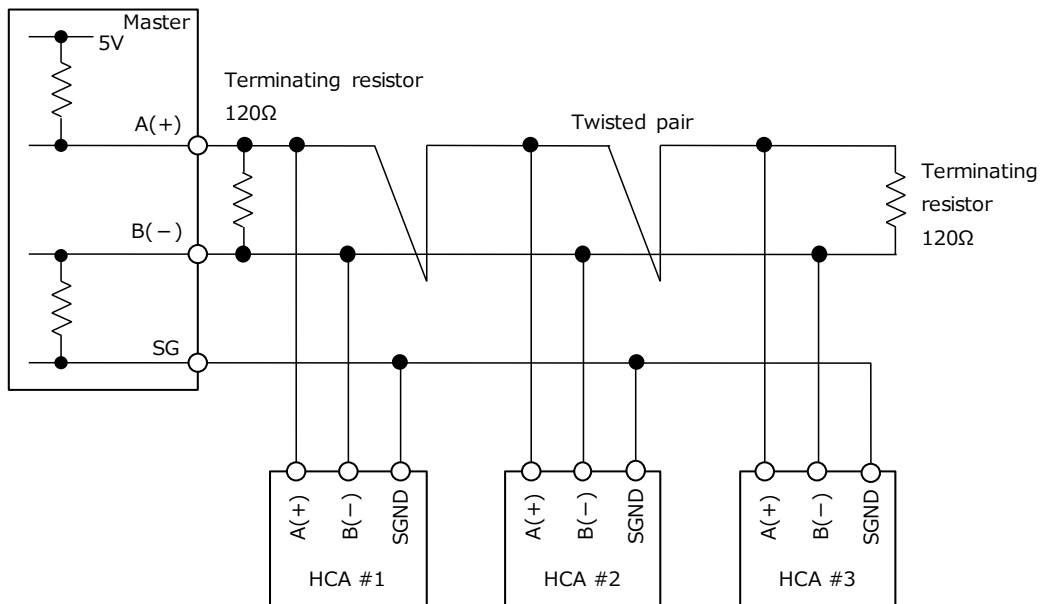 Master
5V
Terminating resistor
120Ω
A(+)
Twisted pair
Terminating
resistor
120Ω
B(−)
SG
A(+)
B(−)
SGND
HCA #1
A(+)
B(−)
SGND
HCA #2
A(+)
B(−)
SGND
HCA #3